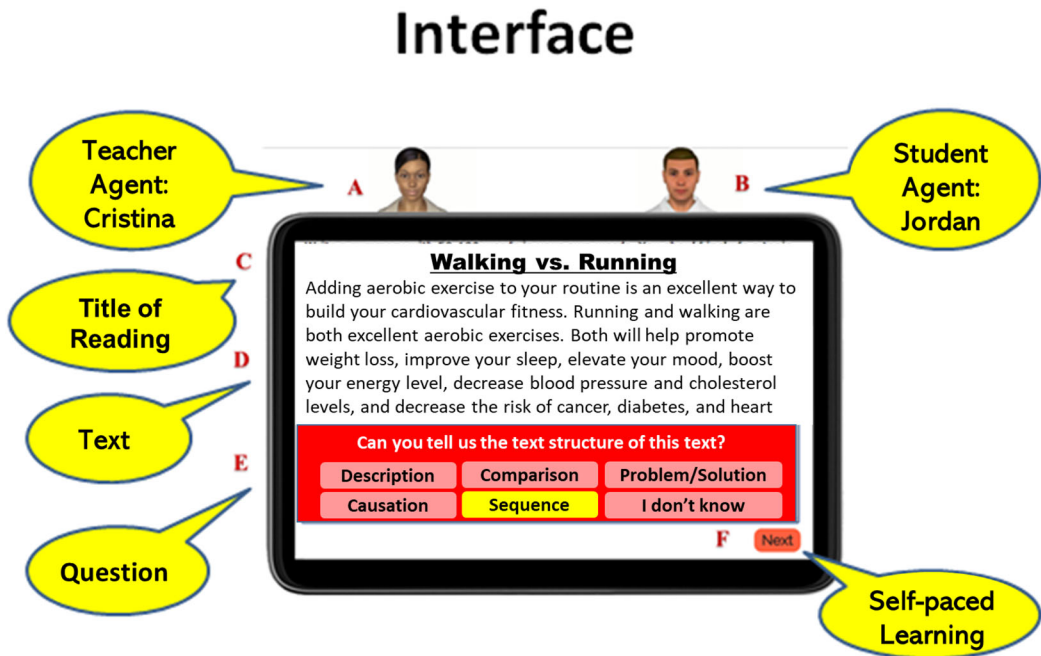 Interface
Teacher
Agent:
Cristina
A
B
Student
Agent:
Jordan
C
Title of
Reading
D
Text
E
Question
Walking vs. Running
Adding aerobic exercise to your routine is an excellent way to
build your cardiovascular fitness. Running and walking are
both excellent aerobic exercises. Both will help promote
weight loss, improve your sleep, elevate your mood, boost
your energy level, decrease blood pressure and cholesterol
levels, and decrease the risk of cancer, diabetes, and heart
Can you tell us the text structure of this text?
Description Comparison Problem/Solution
Causation Sequence I don't know
F Next
Self-paced
Learning